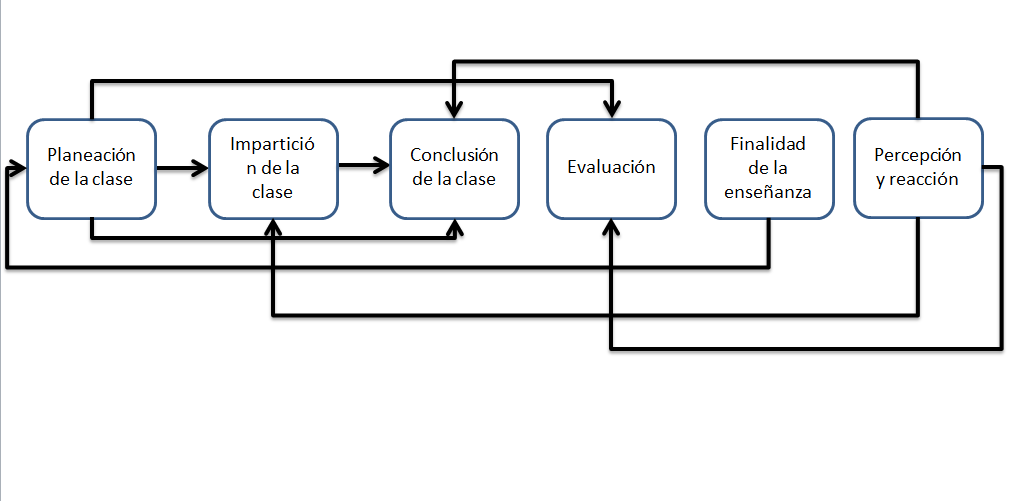 Planeación
de la clase
Impartició
n de la
clase
Conclusión
de la clase
Evaluación
Finalidad
de la
enseñanza
Percepción
y reacción